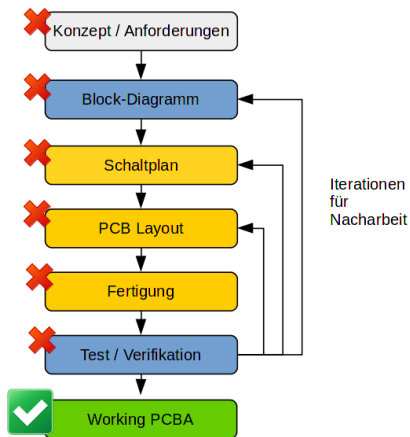 Konzept / Anforderungen
Block-Diagramm
Schaltplan
PCB Layout
Fertigung
Test / Verifikation
Working PCBA
Iterationen
für
Nacharbeit